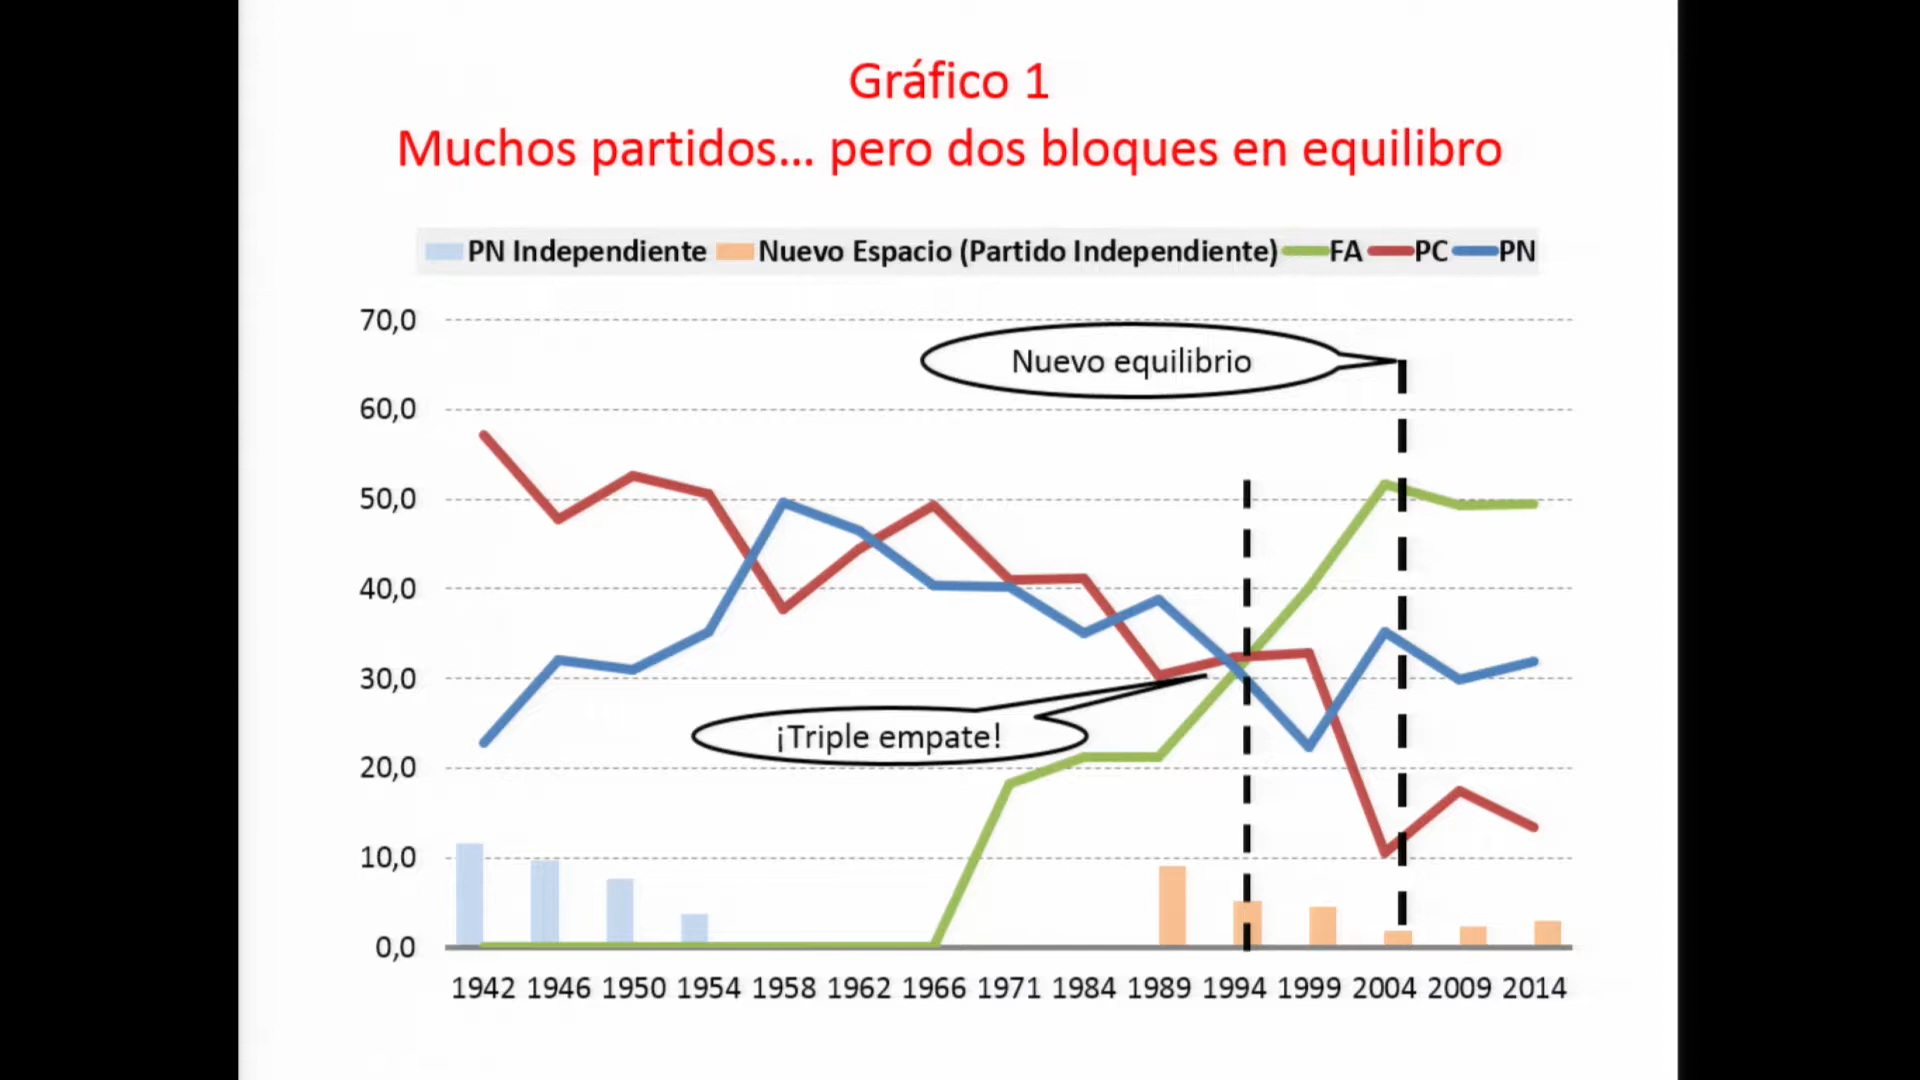 Gráfico 1
Muchos partidos... pero dos bloques en equilibro
PN Independiente Nuevo Espacio (Partido Independiente) FA PC PN
70,0
Nuevo equilibrio
60,0
50,0
40,0
30,0
¡Triple empate!
20,0
10,0
0,0
1942 1946 1950 1954 1958 1962 1966 1971 1984 1989 1994 1999 2004 2009 2014